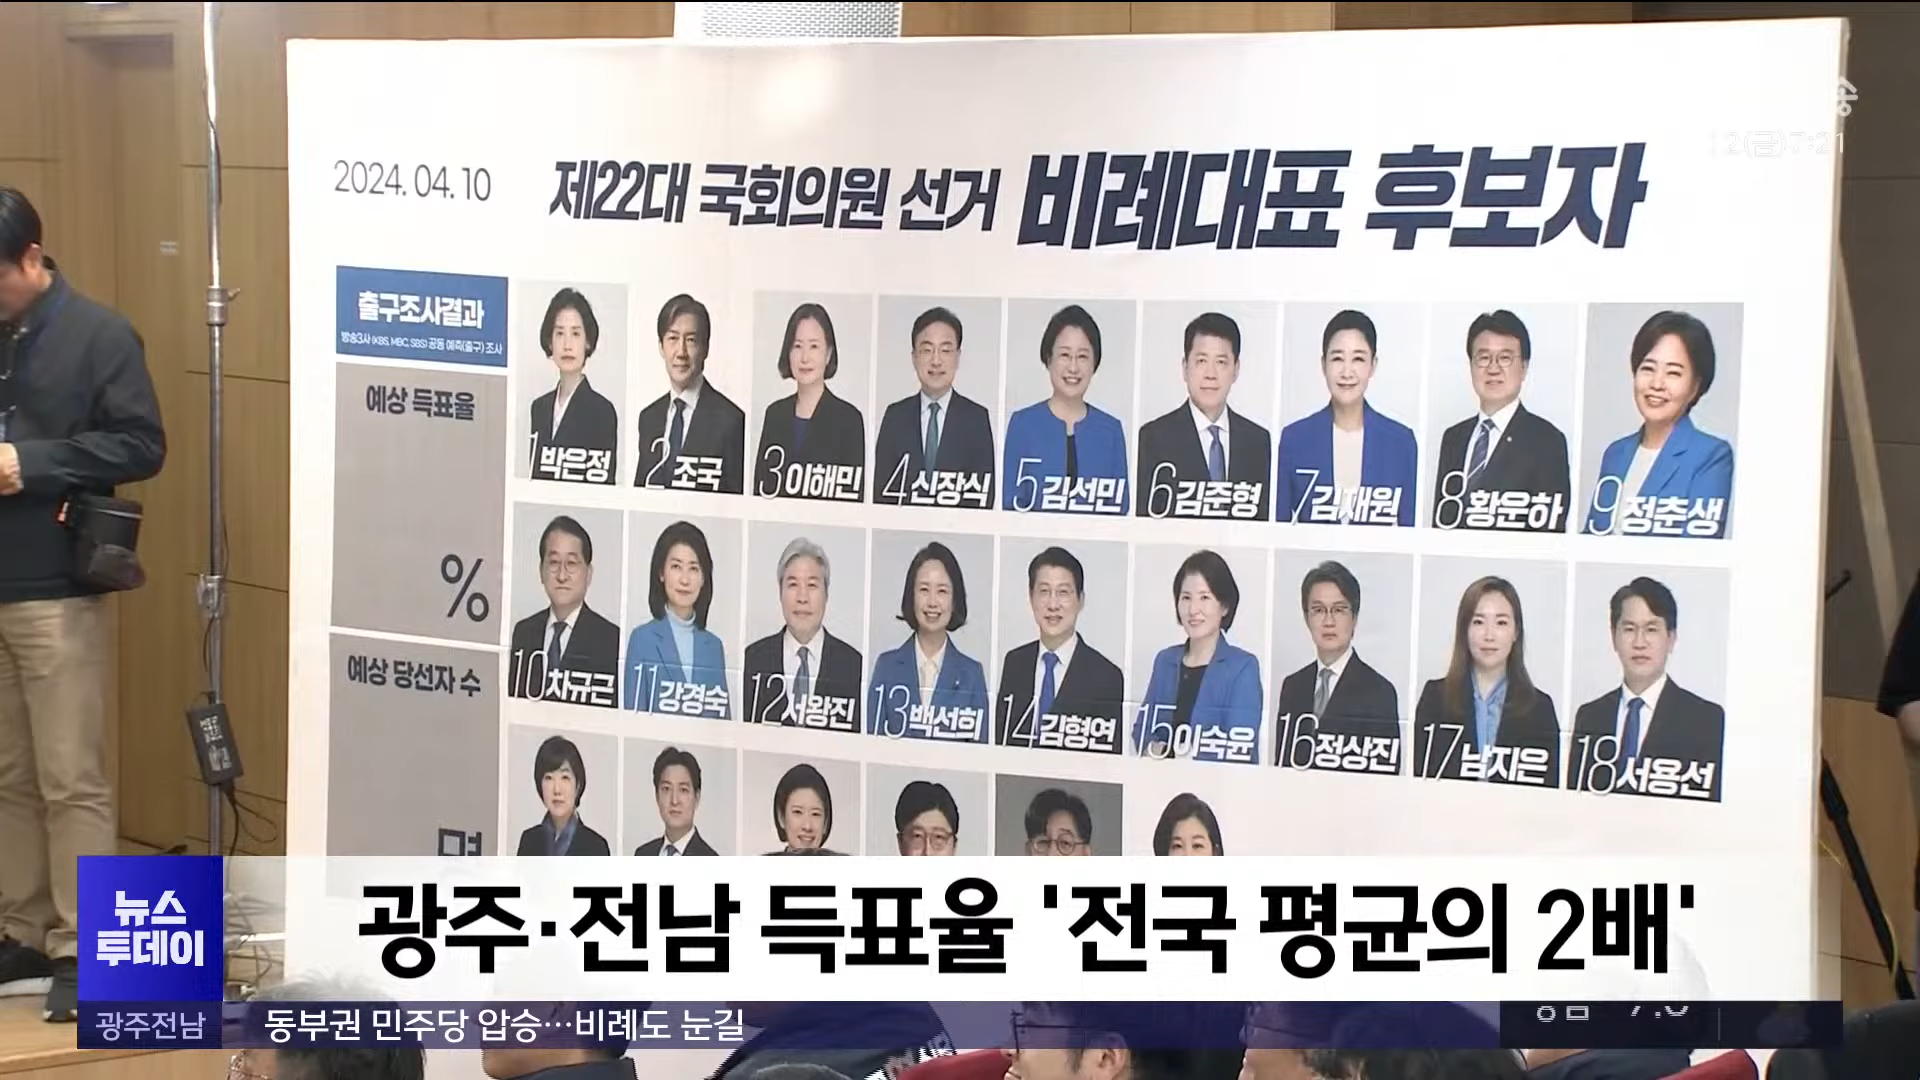 2024. 04. 10
제22대 국회의원 선거 비례대표 후보자
출구조사결과
방송3사 (KBS, MBC, SBS) 공동 예측(출구) 조사
예상 득표율
%
예상 당선자 수
1 박은정
2 조국
3 이해민
4 신장식
5 김선민
6 김준형
7 김재원
8 황운하
9 정춘생
10 차규근
11 강경숙
12 서왕진
13 백선희
14 김형연
15 이숙윤
16 정상진
17 남지은
18 서용선
12(금) 7:21
뉴스
투데이
광주·전남 득표율 '전국 평균의 2배'
광주전남
동부권 민주당 압승…비례도 눈길